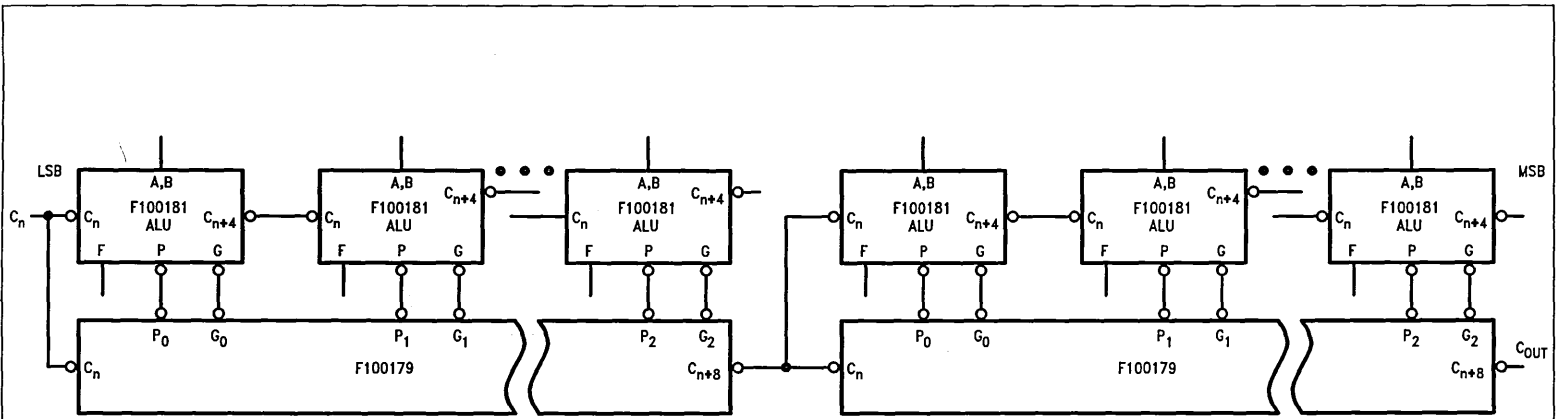 LSB A,B A,B A,B A,B A,B A,B MSB
C_n C_n F100181 C_n+4 C_n F100181 C_n+4 C_n F100181 C_n+4 C_n F100181 C_n+4 C_n F100181 C_n+4 C_n F100181 C_n+4
ALU ALU ALU ALU ALU ALU
F P G F P G F P G F P G F P G F P G
P_0 G_0 P_1 G_1 P_2 G_2 P_0 G_0 P_1 G_1 P_2 G_2 C_OUT
C_n F100179 C_n+8 C_n F100179 C_n+8